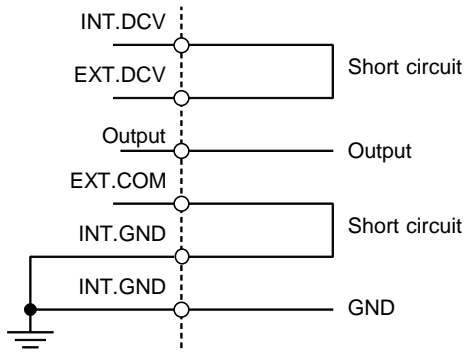 INT.DCV
EXT.DCV
Short circuit
Output
Output
EXT.COM
INT.GND
Short circuit
INT.GND
GND